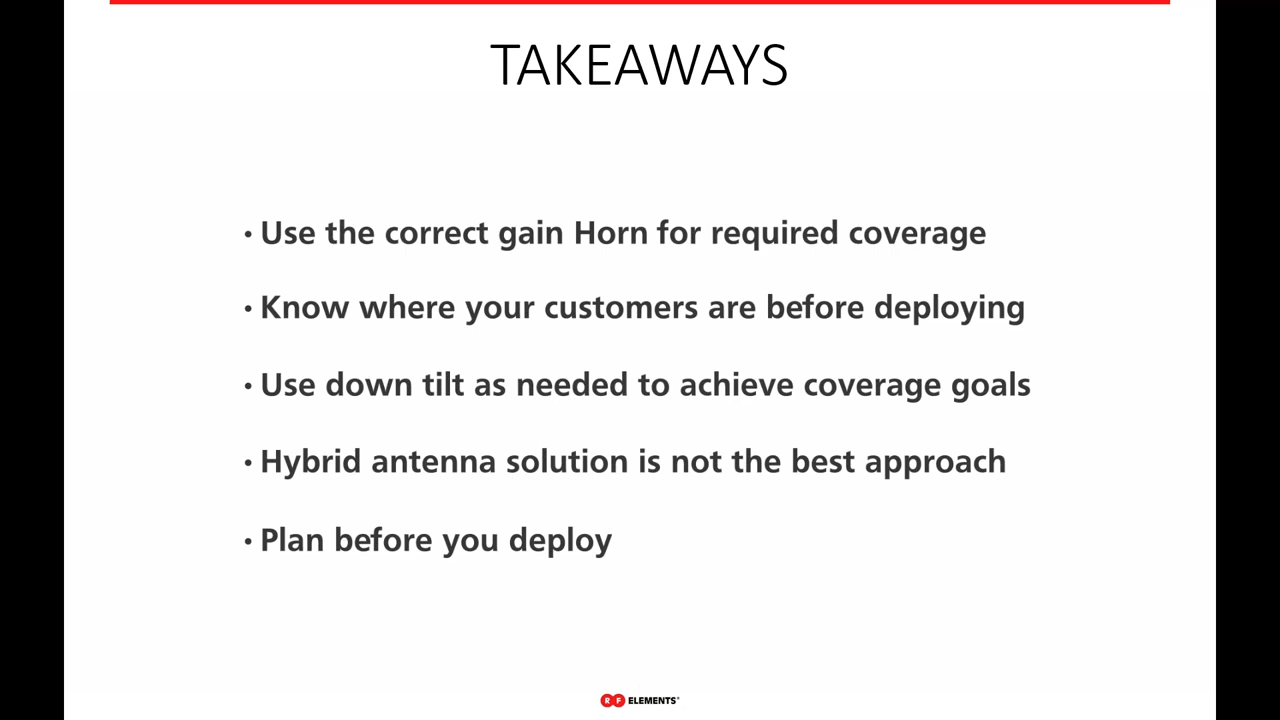 TAKEAWAYS
• Use the correct gain Horn for required coverage
• Know where your customers are before deploying
• Use down tilt as needed to achieve coverage goals
• Hybrid antenna solution is not the best approach
• Plan before you deploy
RF ELEMENTS®